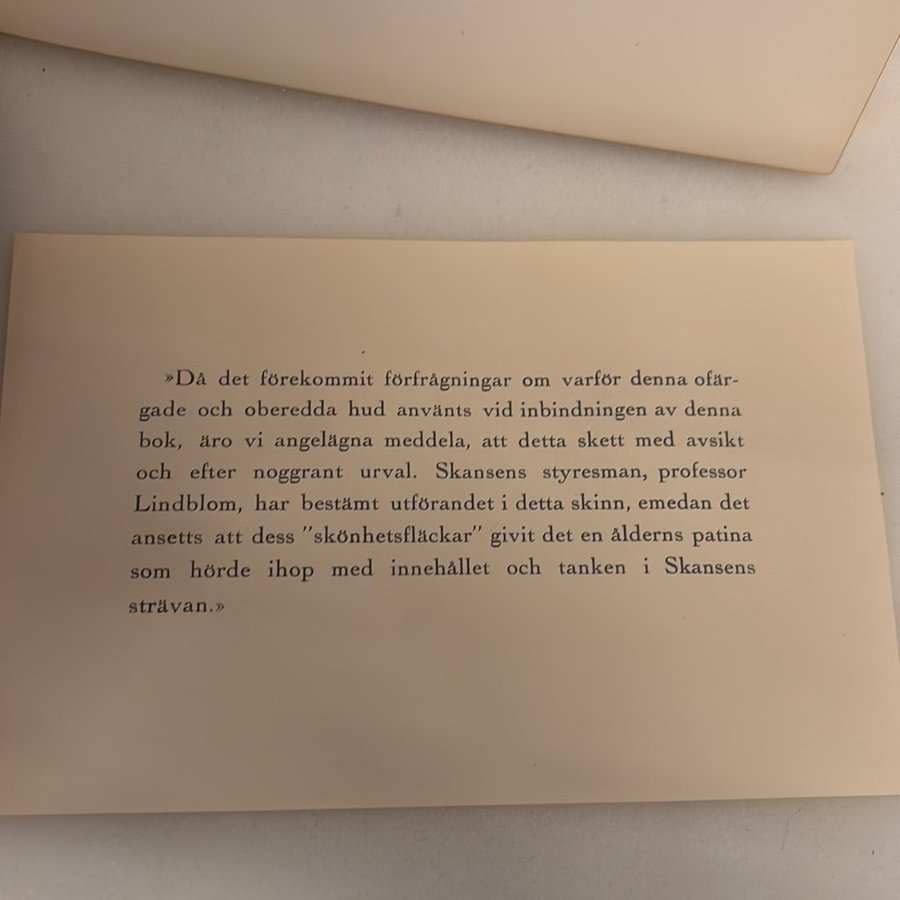 »Då det förekommit förfrågningar om varför denna ofär-
gade och oberedda hud använts vid inbindningen av denna
bok, äro vi angelägna meddela, att detta skett med avsikt
och efter noggrant urval. Skansens styresman, professor
Lindblom, har bestämt utförandet i detta skinn, emedan det
ansetts att dess "skönhetsfläckar" givit det en ålderns patina
som hörde ihop med innehållet och tanken i Skansens
strävan.»